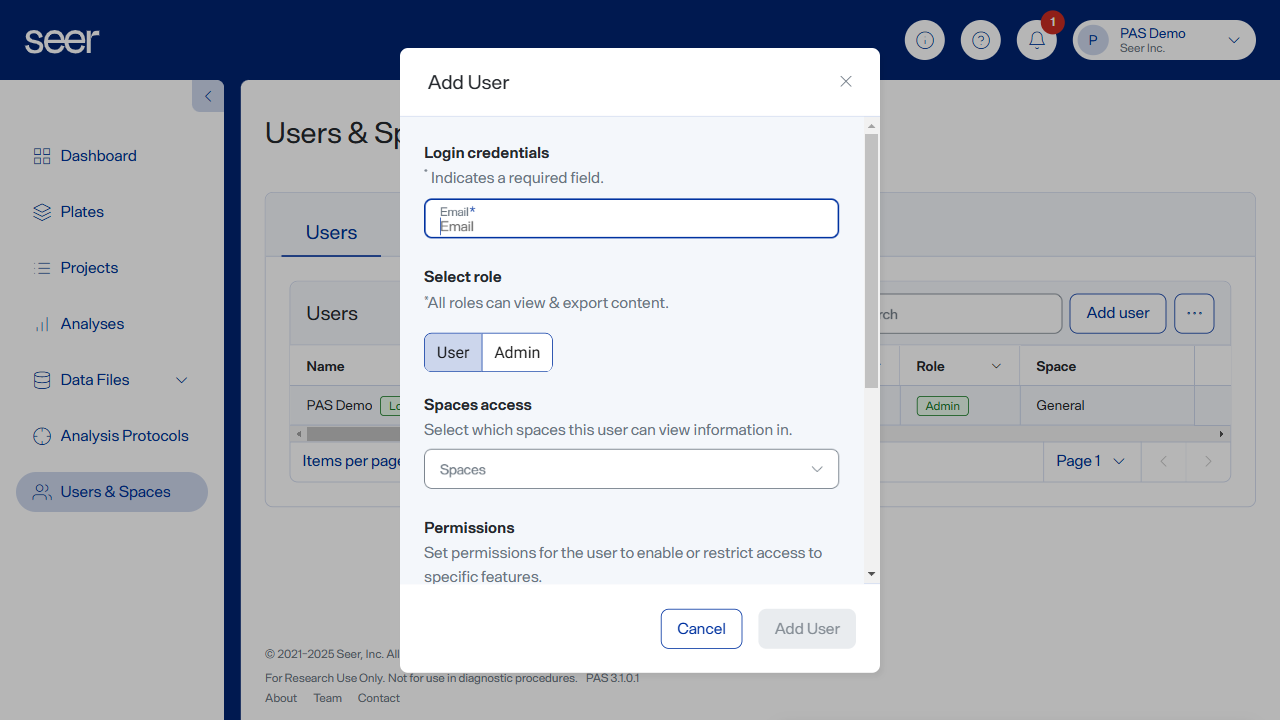 seer
1
P
PAS Demo
Seer Inc.
Dashboard
Plates
Projects
Analyses
Data Files
Analysis Protocols
Users & Spaces
Users & Sp
Users
Users
Add user
Name
Role
Space
PAS Demo
Admin
General
Items per page
Page 1
© 2021-2025 Seer, Inc. All
For Research Use Only. Not for use in diagnostic procedures. PAS 3.1.0.1
About Team Contact
Add User
Login credentials
* Indicates a required field.
Email*
Email
Select role
*All roles can view & export content.
User Admin
Spaces access
Select which spaces this user can view information in.
Spaces
Permissions
Set permissions for the user to enable or restrict access to
specific features.
Cancel
Add User